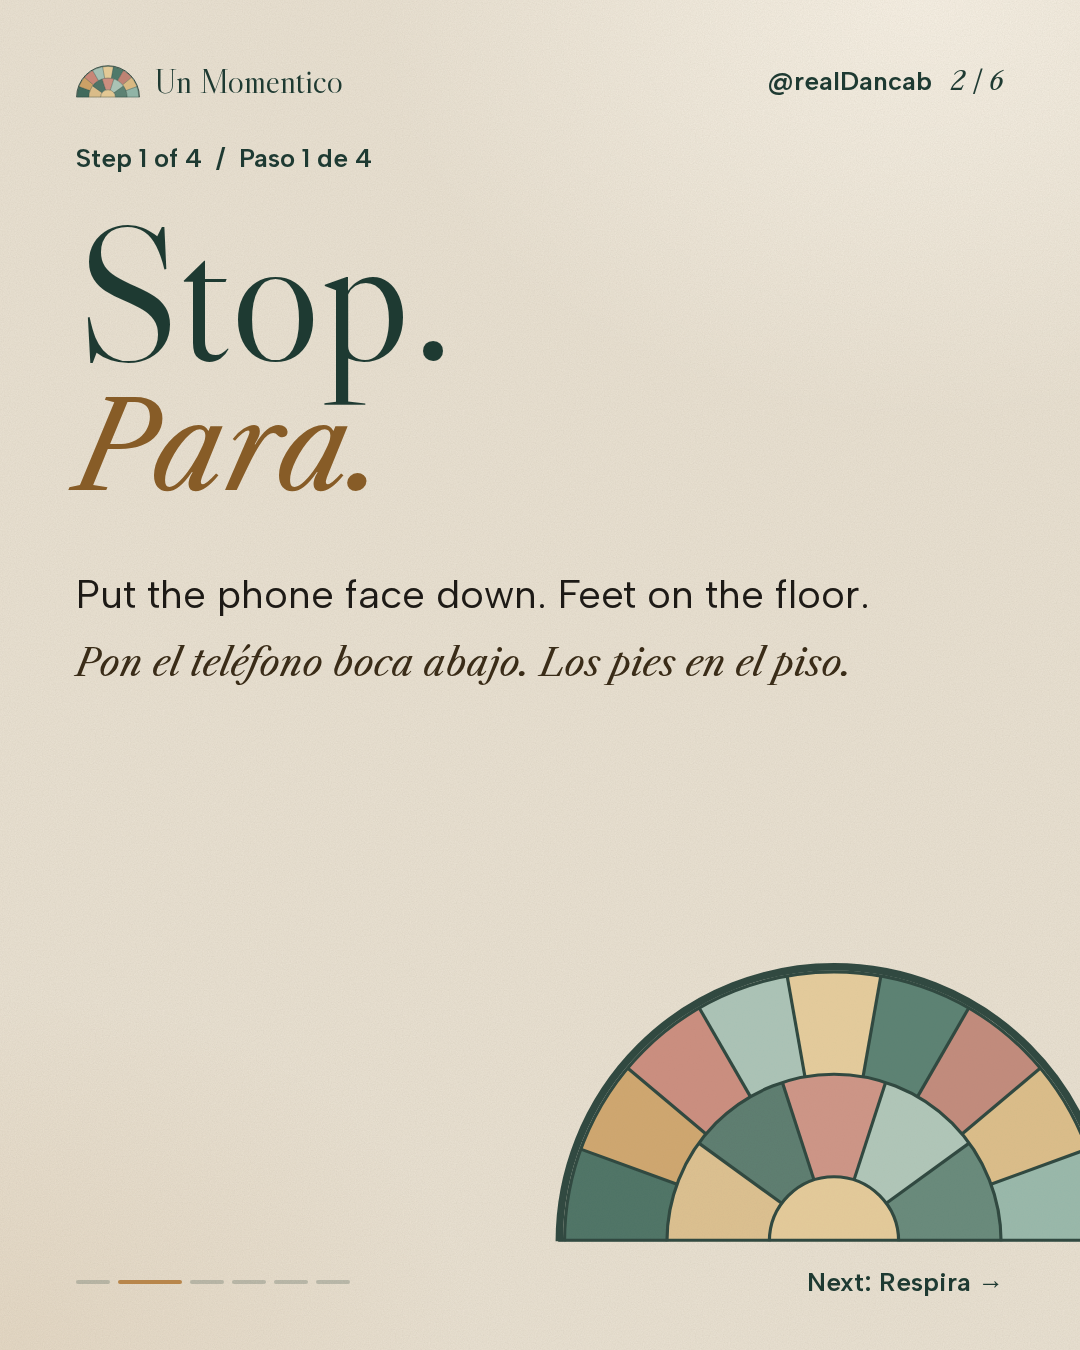 Un Momentico
@realDancab 2 / 6
Step 1 of 4 / Paso 1 de 4
Stop.
Para.
Put the phone face down. Feet on the floor.
Pon el teléfono boca abajo. Los pies en el piso.
Next: Respira →